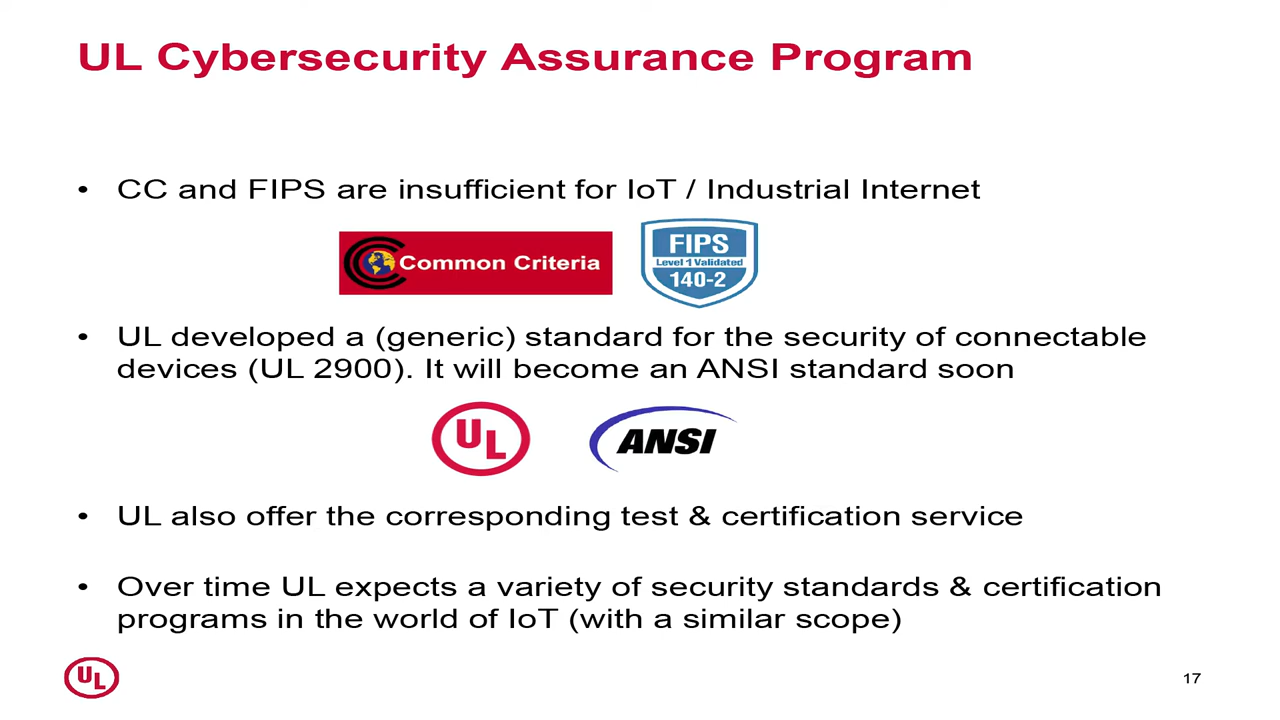 UL Cybersecurity Assurance Program
• CC and FIPS are insufficient for IoT / Industrial Internet
Common Criteria
FIPS
Level 1 Validated
140-2
• UL developed a (generic) standard for the security of connectable
devices (UL 2900). It will become an ANSI standard soon
UL
ANSI
• UL also offer the corresponding test & certification service
• Over time UL expects a variety of security standards & certification
programs in the world of IoT (with a similar scope)
UL
17